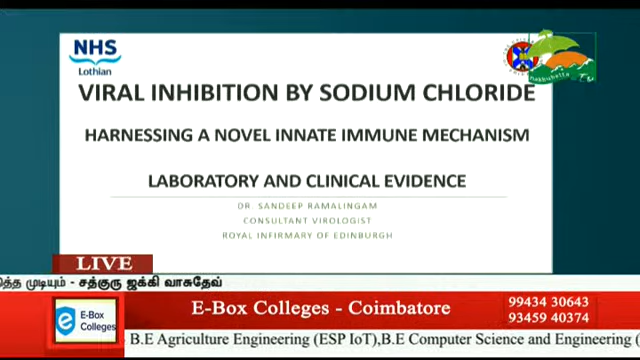 NHS
Lothian
VIRAL INHIBITION BY SODIUM CHLORIDE
HARNESSING A NOVEL INNATE IMMUNE MECHANISM
LABORATORY AND CLINICAL EVIDENCE
DR. SANDEEP RAMALINGAM
CONSULTANT VIROLOGIST
ROYAL INFIRMARY OF EDINBURGH
LIVE
முடியும் - சத்குரு ஜக்கி வாசுதேவ்
E-Box Colleges - Coimbatore
99434 30643
93459 40374
E-Box
Colleges
B.E Agriculture Engineering (ESP IoT),B.E Computer Science and Engineering (